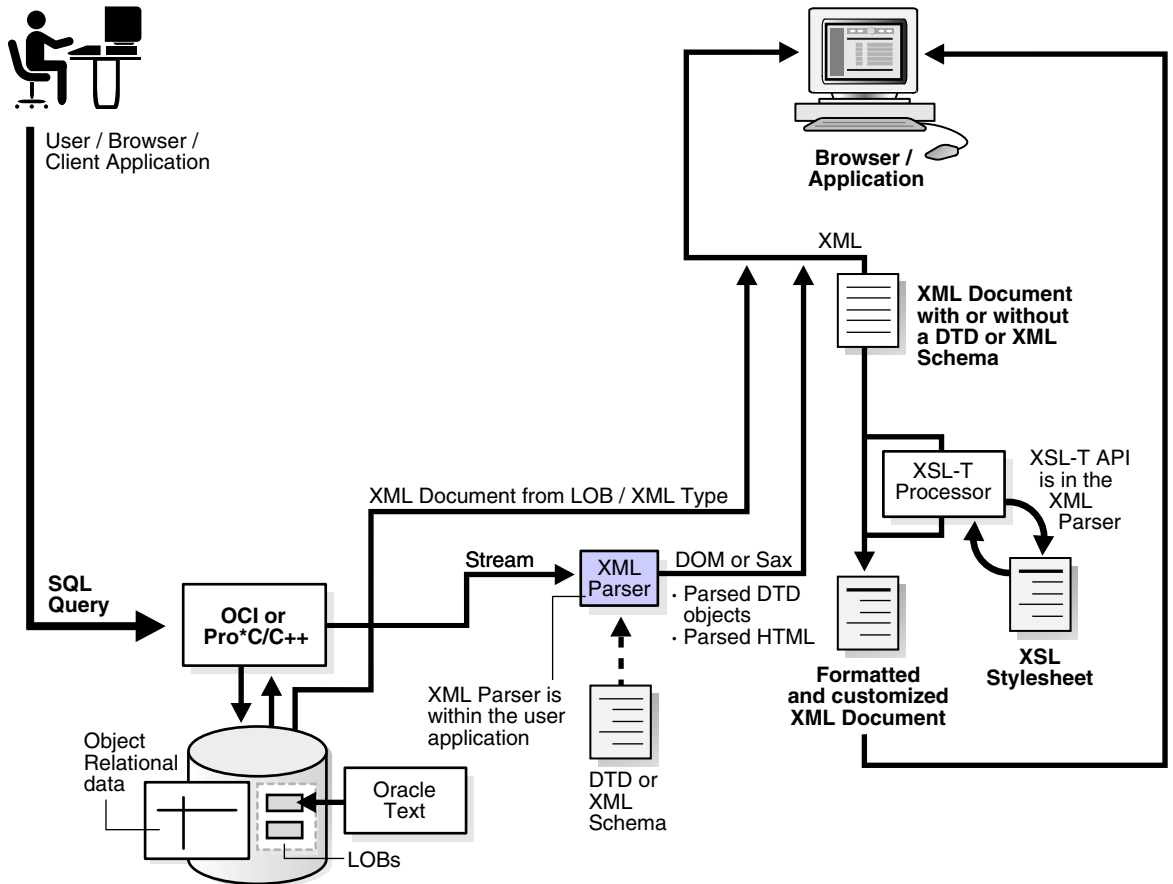 User / Browser /
Client Application
Browser /
Application
XML
XML Document
with or without
a DTD or XML
Schema
XSL-T
Processor
XSL-T API
is in the
XML
Parser
XML Document from LOB / XML Type
SQL
Query
OCI or
Pro*C/C++
Stream
XML
Parser
DOM or Sax
· Parsed DTD
objects
· Parsed HTML
XSL
Stylesheet
Formatted
and customized
XML Document
XML Parser is
within the user
application
DTD or
XML
Schema
Object
Relational
data
Oracle
Text
LOBs